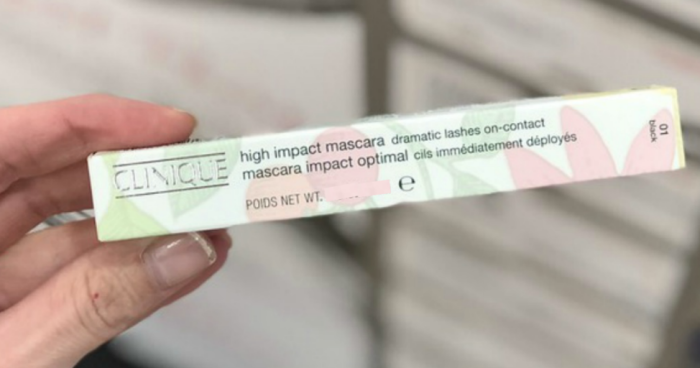 CLINIQUE
high impact mascara dramatic lashes on-contact
mascara impact optimal cils immédiatement déployés
POIDS NET WT.
e
01
black